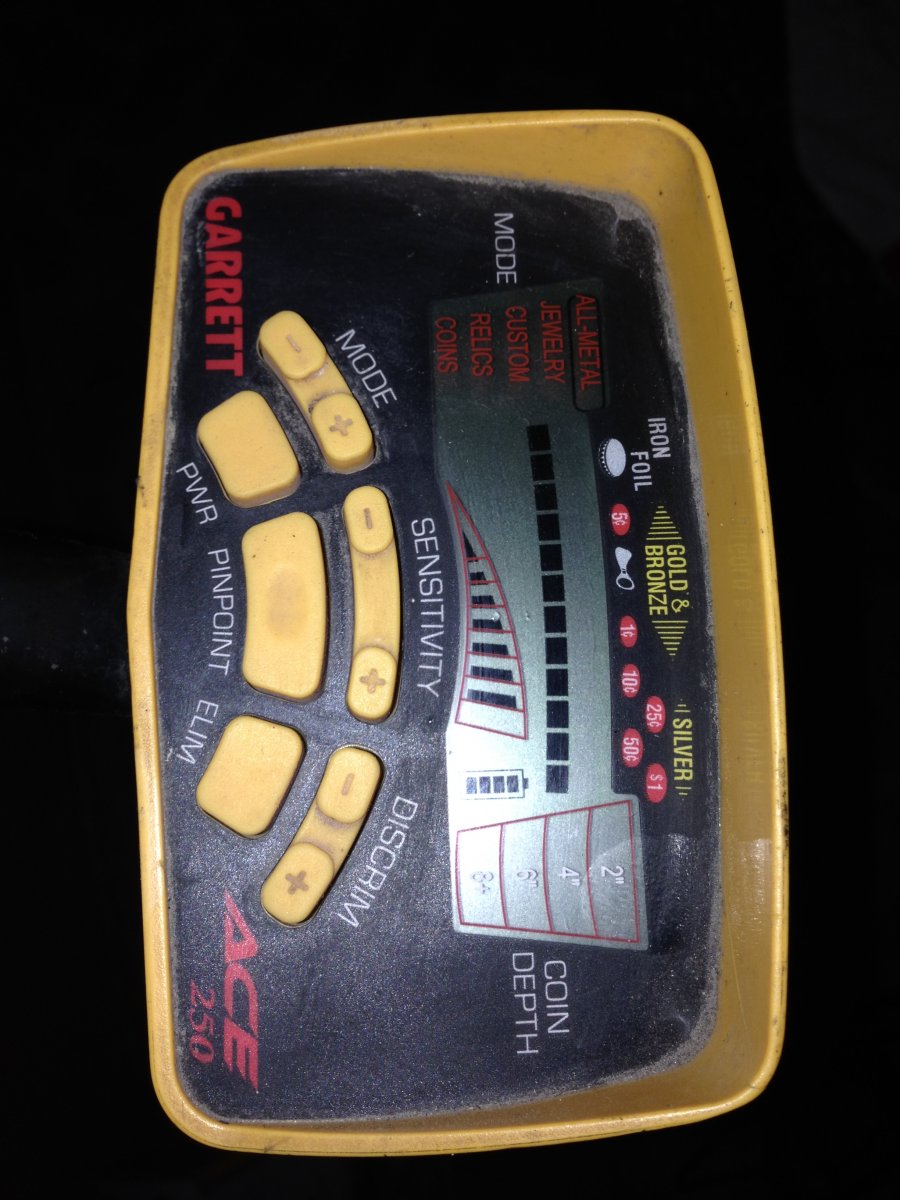 IRON
FOIL
GOLD &
BRONZE
SILVER
5¢
1¢
10¢
25¢
50¢
$1
MODE
ALL-METAL
JEWELRY
CUSTOM
RELICS
COINS
2"
4"
6"
8+
COIN
DEPTH
MODE
SENSITIVITY
DISCRIM
- +
- +
- +
PWR
PINPOINT
ELIM
GARRETT
ACE
250